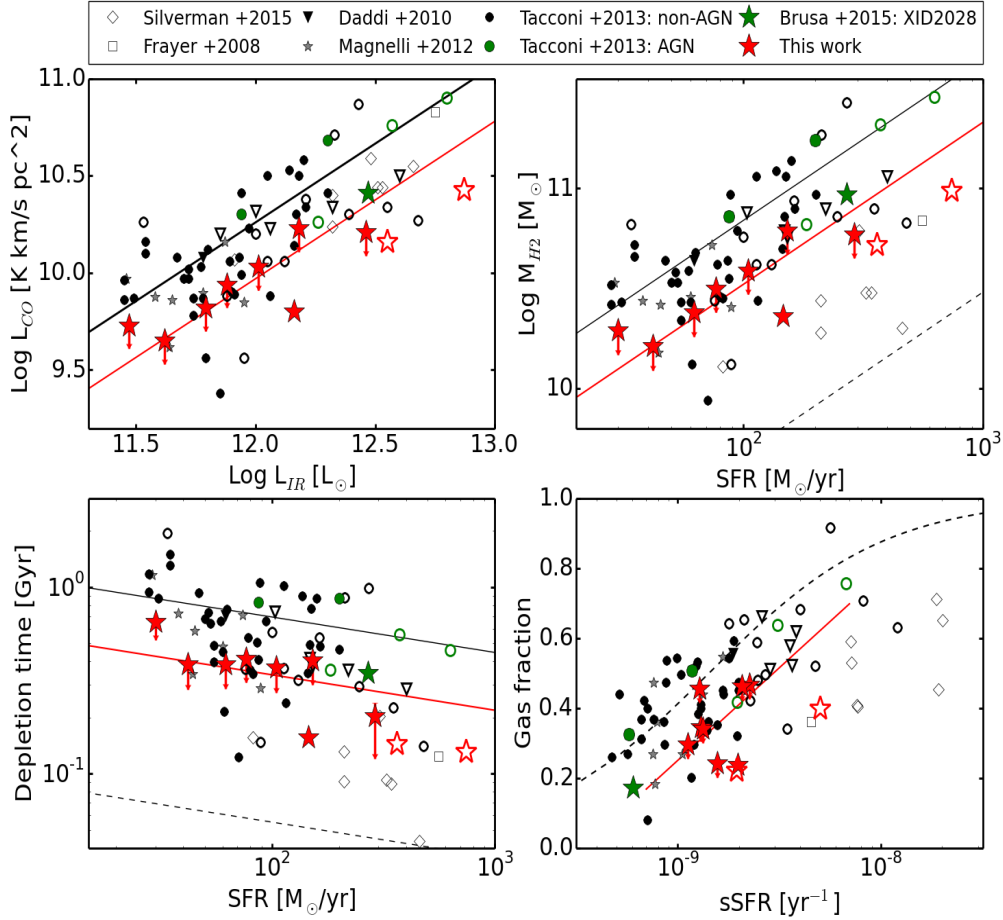 Silverman +2015 Daddi +2010 Tacconi +2013: non-AGN Brusa +2015: XID2028
Frayer +2008 Magnelli +2012 Tacconi +2013: AGN This work
11.0
10.5
10.0
9.5
Log L_CO [K km/s pc^2]
11.5 12.0 12.5 13.0
Log L_IR [L_⊙]
11
10
Log M_H2 [M_⊙]
10^2 10^3
SFR [M_⊙/yr]
10^0
10^-1
Depletion time [Gyr]
10^2 10^3
SFR [M_⊙/yr]
1.0
0.8
0.6
0.4
0.2
0.0
Gas fraction
10^-9 10^-8
sSFR [yr^-1]